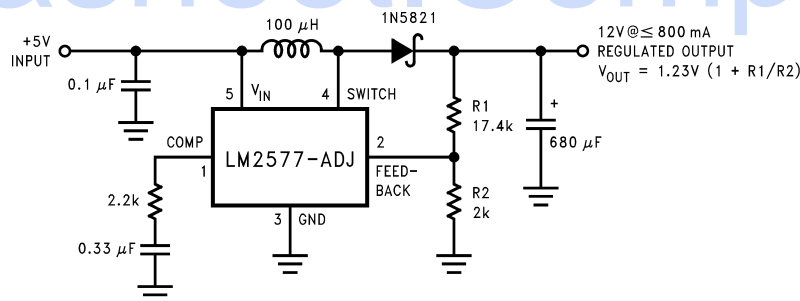 1N5821
100 μH
12V@≤ 800 mA
+5V
INPUT
REGULATED OUTPUT
VOUT = 1.23V (1 + R1/R2)
0.1 μF
5
VIN
4
SWITCH
R1
17.4k
+
680 μF
COMP
1
LM2577-ADJ
2
FEED-
BACK
2.2k
R2
2k
3
GND
0.33 μF